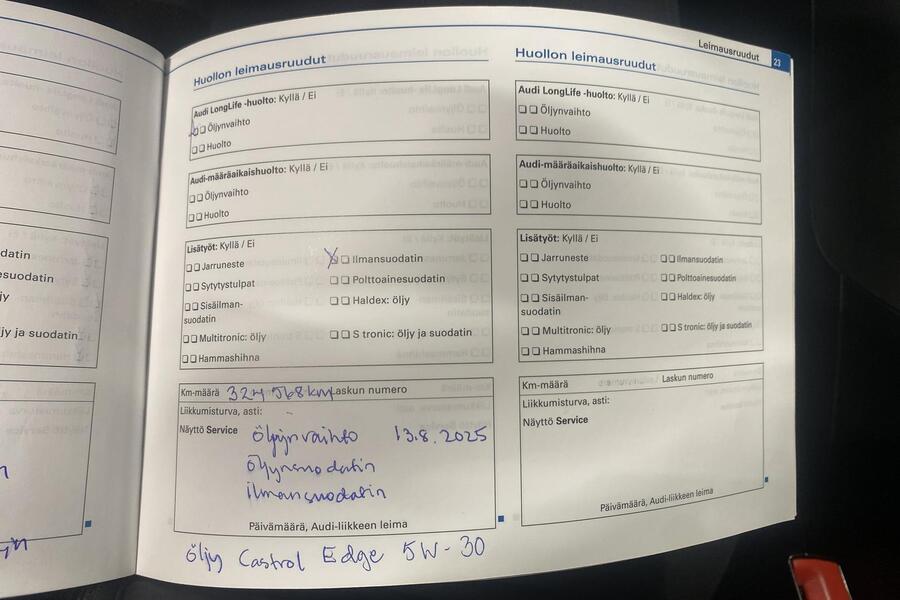 Leimausruudut 23
Huollon leimausruudut
Audi LongLife -huolto: Kyllä / Ei
Öljynvaihto
Huolto
Audi-määräaikaishuolto: Kyllä / Ei
Öljynvaihto
Huolto
Lisätyöt: Kyllä / Ei
Jarruneste
Ilmansuodatin
Sytytystulpat
Polttoainesuodatin
Sisäilman-
suodatin
Haldex: öljy
Multitronic: öljy
S tronic: öljy ja suodatin
Hammashihna
Km-määrä 324 568 km Laskun numero
Liikkumisturva, asti: -
Näyttö Service öljynvaihto 13.8.2025
öljynsuodatin
ilmansuodatin
Päivämäärä, Audi-liikkeen leima
öljy Castrol Edge 5W-30
Huollon leimausruudut
Audi LongLife -huolto: Kyllä / Ei
Öljynvaihto
Huolto
Audi-määräaikaishuolto: Kyllä / Ei
Öljynvaihto
Huolto
Lisätyöt: Kyllä / Ei
Jarruneste
Ilmansuodatin
Sytytystulpat
Polttoainesuodatin
Sisäilman-
suodatin
Haldex: öljy
Multitronic: öljy
S tronic: öljy ja suodatin
Hammashihna
Km-määrä / Laskun numero
Liikkumisturva, asti:
Näyttö Service
Päivämäärä, Audi-liikkeen leima